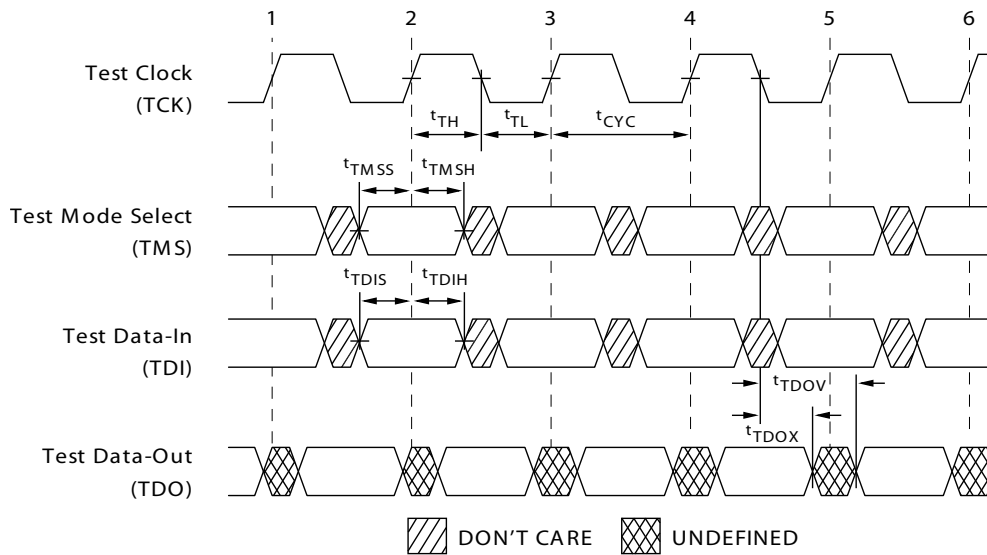 1 2 3 4 5 6
Test Clock
(TCK)
tTH tTL tCYC
tTMSS tTMSH
Test Mode Select
(TMS)
tTDIS tTDIH
Test Data-In
(TDI)
tTDOV
tTDOX
Test Data-Out
(TDO)
DON'T CARE UNDEFINED